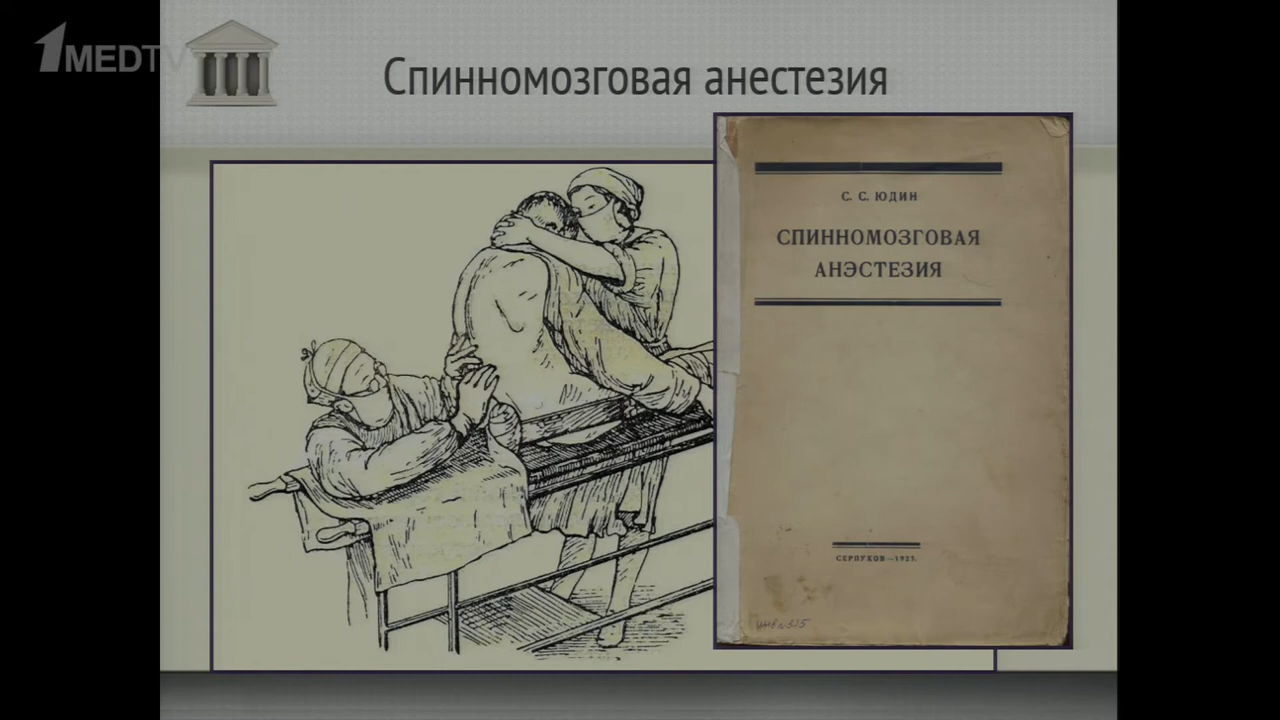 1MEDTV
Спинномозговая анестезия
С. С. ЮДИН
СПИННОМОЗГОВАЯ
АНЭСТЕЗИЯ
СЕРПУХОВ—1925.